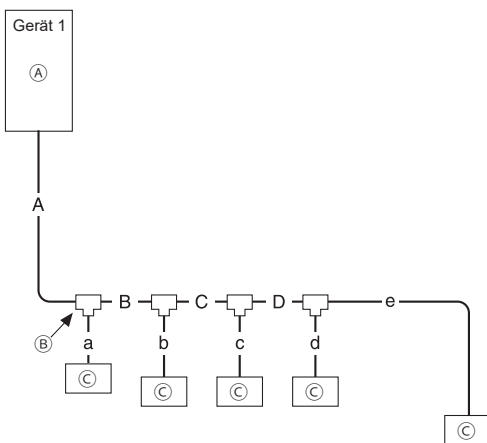 Gerät 1
Ⓐ
A
B C D e
Ⓑ a b c d
Ⓒ Ⓒ Ⓒ Ⓒ
Ⓒ